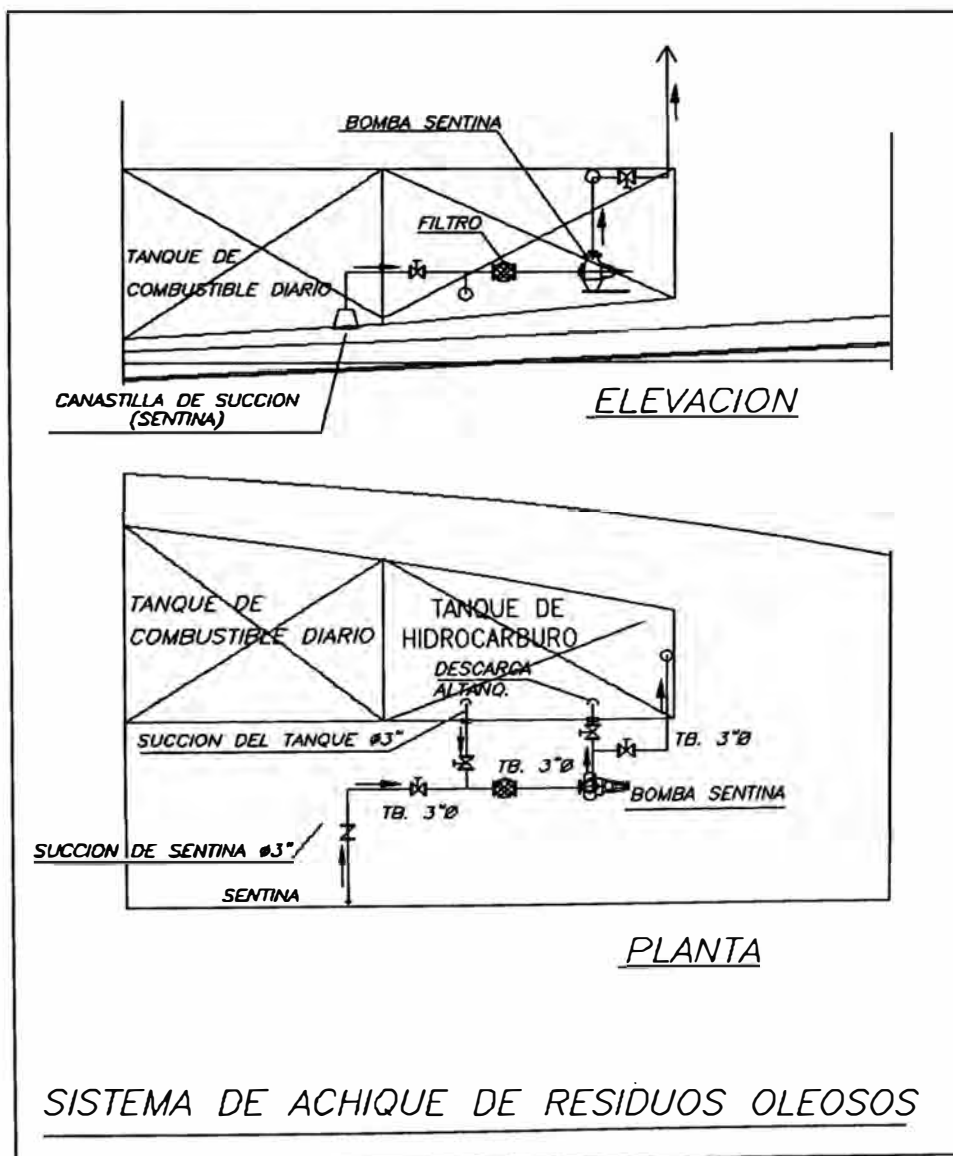 BOMBA SENTINA
FILTRO
TANQUE DE
COMBUSTIBLE DIARIO
CANASTILLA DE SUCCION
(SENTINA)
ELEVACION
TANQUE DE
COMBUSTIBLE DIARIO
TANQUE DE
HIDROCARBURO
DESCARGA
ALTANQ.
SUCCION DEL TANQUE ø3"
TB. 3"Ø
TB. 3"Ø
BOMBA SENTINA
TB. 3"Ø
SUCCION DE SENTINA ø3"
SENTINA
PLANTA
SISTEMA DE ACHIQUE DE RESIDUOS OLEOSOS